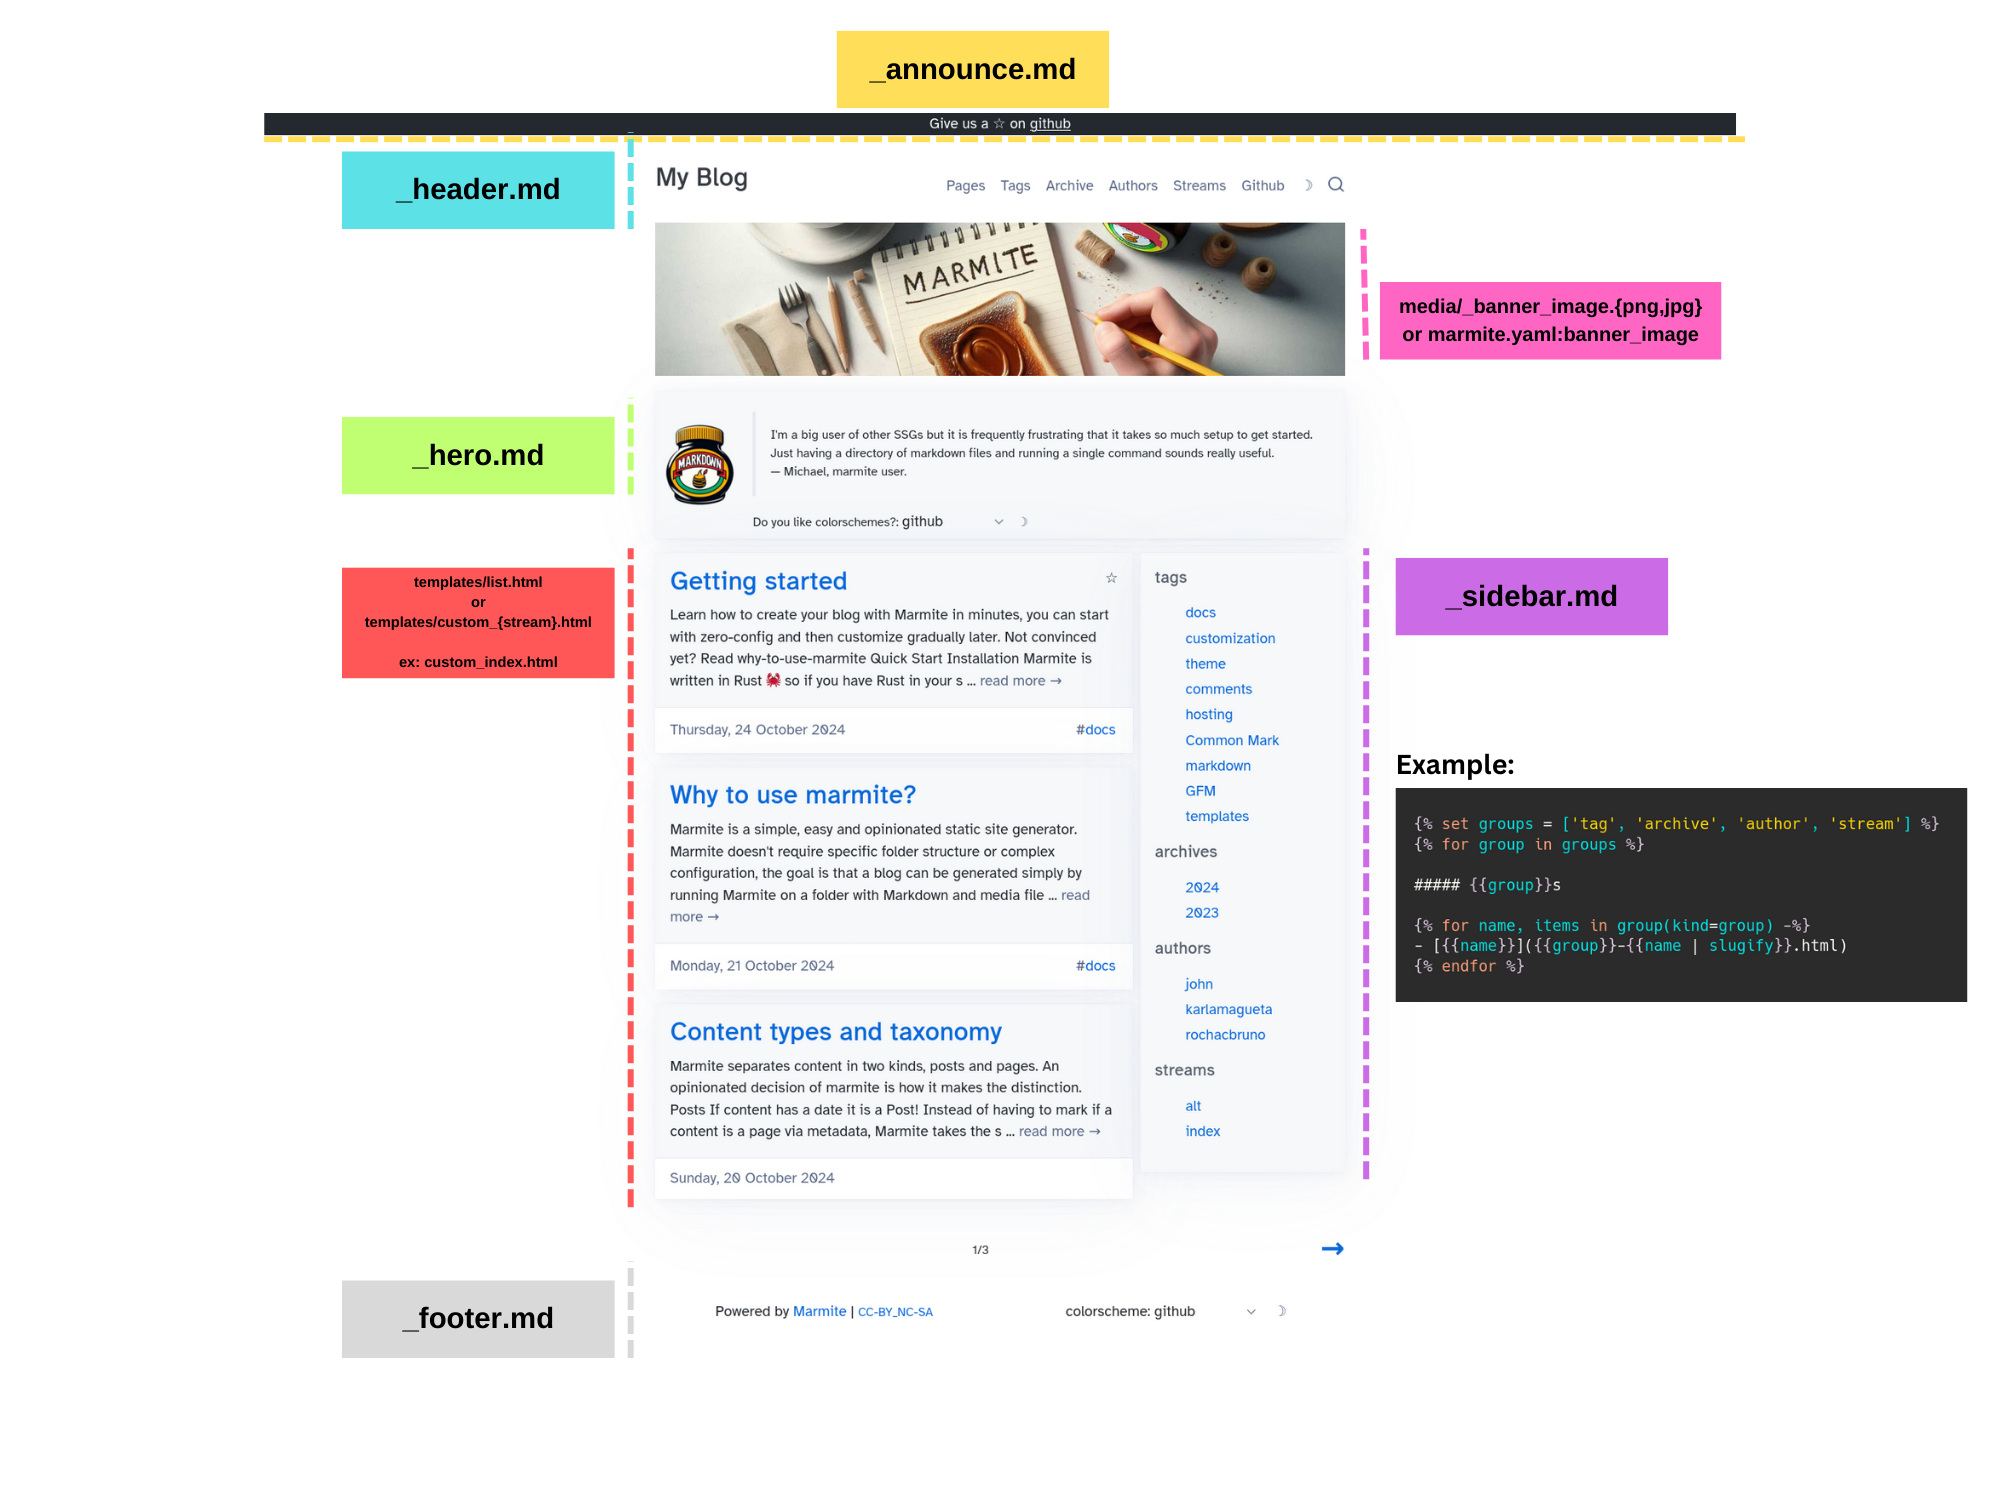 _announce.md
Give us a ☆ on github
_header.md
My Blog
Pages Tags Archive Authors Streams Github
MARMITE
media/_banner_image.{png,jpg}
or marmite.yaml:banner_image
_hero.md
MARKDOWN
I'm a big user of other SSGs but it is frequently frustrating that it takes so much setup to get started.
Just having a directory of markdown files and running a single command sounds really useful.
— Michael, marmite user.
Do you like colorschemes?: github
templates/list.html
or
templates/custom_{stream}.html
ex: custom_index.html
Getting started ☆
Learn how to create your blog with Marmite in minutes, you can start
with zero-config and then customize gradually later. Not convinced
yet? Read why-to-use-marmite Quick Start Installation Marmite is
written in Rust 🦀 so if you have Rust in your s ... read more →
Thursday, 24 October 2024 #docs
Why to use marmite?
Marmite is a simple, easy and opinionated static site generator.
Marmite doesn't require specific folder structure or complex
configuration, the goal is that a blog can be generated simply by
running Marmite on a folder with Markdown and media file ... read
more →
Monday, 21 October 2024 #docs
Content types and taxonomy
Marmite separates content in two kinds, posts and pages. An
opinionated decision of marmite is how it makes the distinction.
Posts If content has a date it is a Post! Instead of having to mark if a
content is a page via metadata, Marmite takes the s ... read more →
Sunday, 20 October 2024
tags
docs
customization
theme
comments
hosting
Common Mark
markdown
GFM
templates
archives
2024
2023
authors
john
karlamagueta
rochacbruno
streams
alt
index
_sidebar.md
Example:
{% set groups = ['tag', 'archive', 'author', 'stream'] %}
{% for group in groups %}
##### {{group}}s
{% for name, items in group(kind=group) -%}
- [{{name}}]({{group}}-{{name | slugify}}.html)
{% endfor %}
1/3 →
_footer.md
Powered by Marmite | CC-BY_NC-SA
colorscheme: github